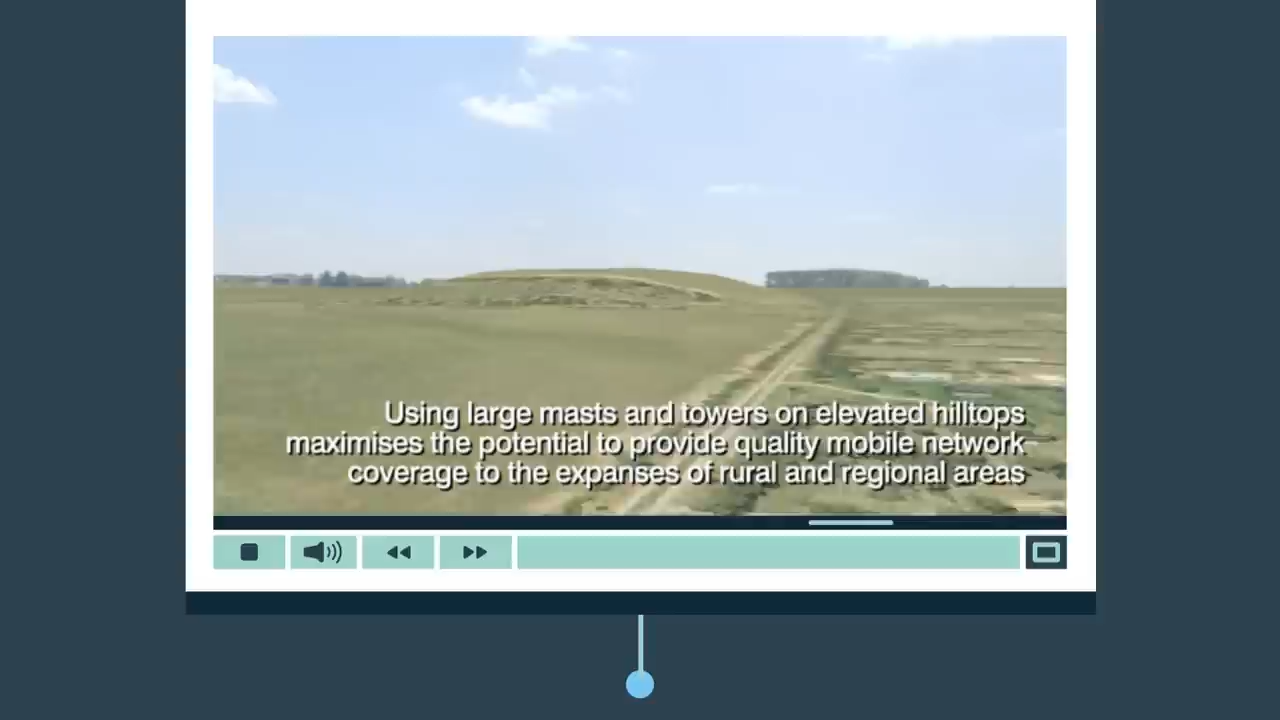 Using large masts and towers on elevated hilltops
maximises the potential to provide quality mobile network
coverage to the expanses of rural and regional areas